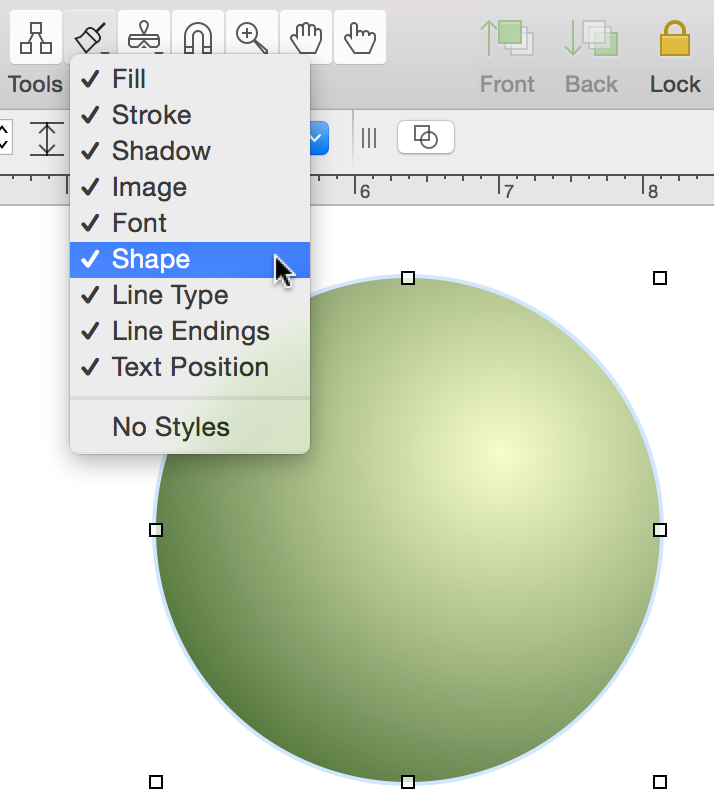 Tools
Front
Back
Lock
Fill
Stroke
Shadow
Image
Font
Shape
Line Type
Line Endings
Text Position
No Styles
6
7
8